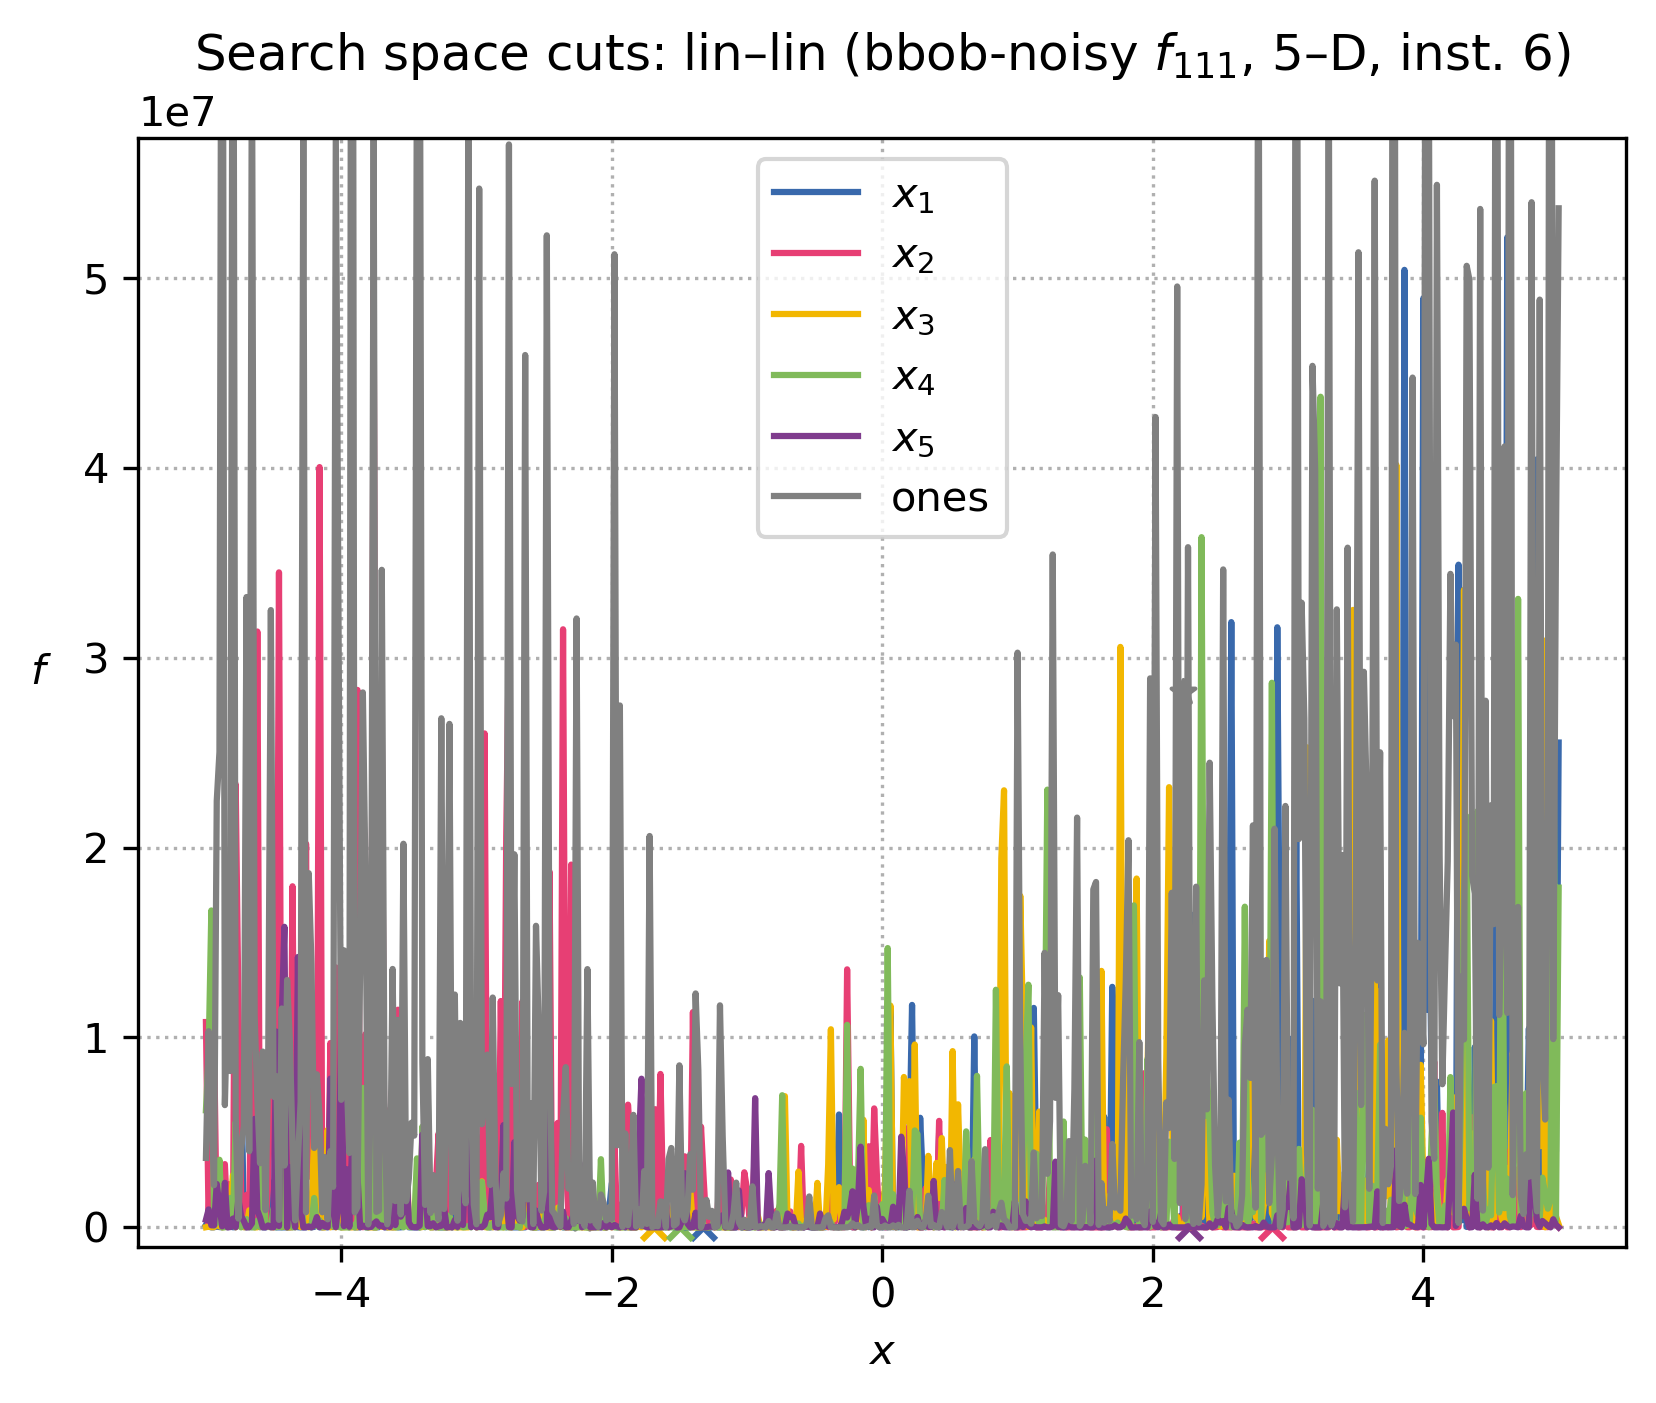 Search space cuts: lin–lin (bbob-noisy f₁₁₁, 5–D, inst. 6)
1e7
x₁
x₂
x₃
x₄
x₅
ones
5
4
3
2
1
0
f
−4
−2
0
2
4
x